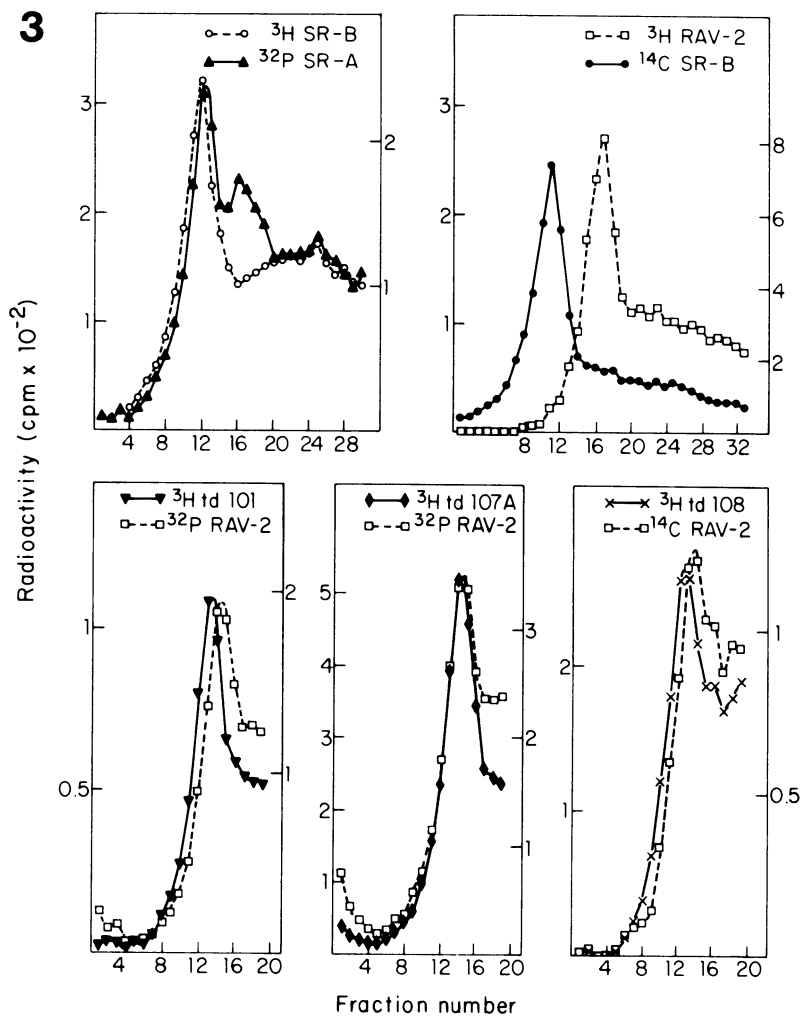 3
³H SR-B
³²P SR-A
3
2
1
2
1
4 8 12 16 20 24 28
³H RAV-2
¹⁴C SR-B
3
2
1
8
6
4
2
4 8 12 16 20 24 28 32
Radioactivity (cpm x 10⁻²)
³H td 101
³²P RAV-2
1
0.5
2
1
4 8 12 16 20
³H td 107A
³²P RAV-2
5
4
3
2
1
3
2
1
4 8 12 16 20
³H td 108
¹⁴C RAV-2
2
1
1
0.5
4 8 12 16 20
Fraction number